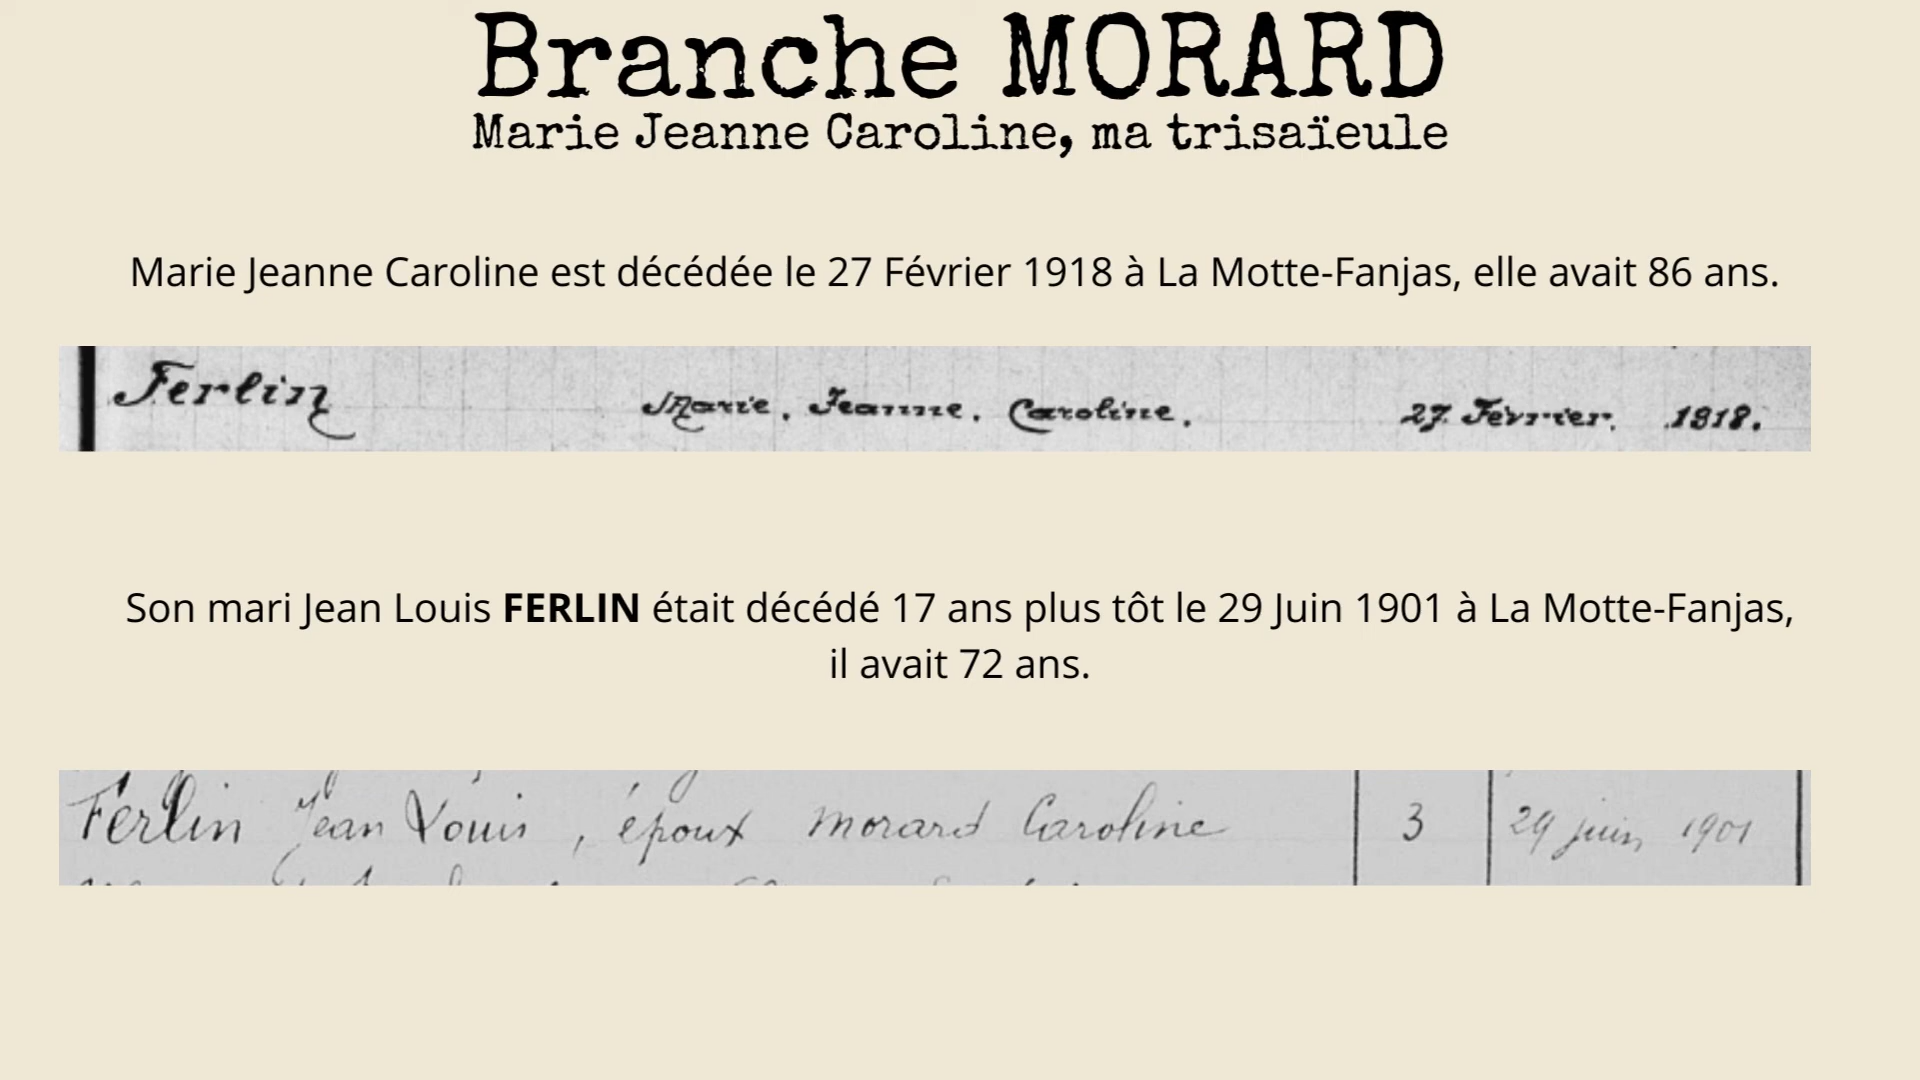 Branche MORARD
Marie Jeanne Caroline, ma trisaïeule
Marie Jeanne Caroline est décédée le 27 Février 1918 à La Motte-Fanjas, elle avait 86 ans.
Ferlin Marie. Jeanne. Caroline. 27 Février. 1918.
Son mari Jean Louis FERLIN était décédé 17 ans plus tôt le 29 Juin 1901 à La Motte-Fanjas,
il avait 72 ans.
Ferlin Jean Louis, époux morard Caroline 3 29 juin 1901